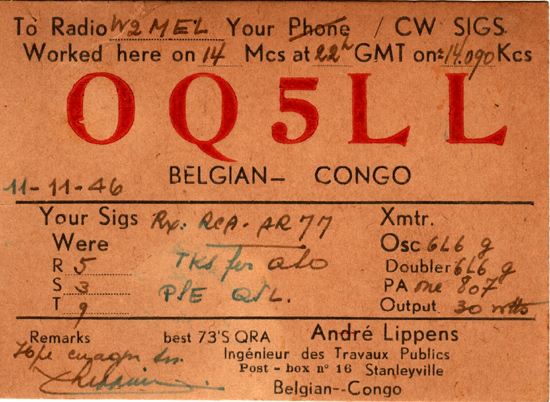 To Radio W2MEL Your Phone / CW SIGS
Worked here on 14 Mcs at 22h GMT on 14.090 Kcs
OQ5LL
BELGIAN— CONGO
11-11-46
Your Sigs Rx: RCA-AR77 Xmtr.
Were Osc 6L6 g
R 5 TKS for QSO Doubler 6L6 g
S 3 PSE QSL. PA one 807
T 9 Output 30 wtts
Remarks best 73'S QRA André Lippens
Hope cuagn
Ingénieur des Travaux Publics
Post - box n° 16 Stanleyville
Belgian--Congo